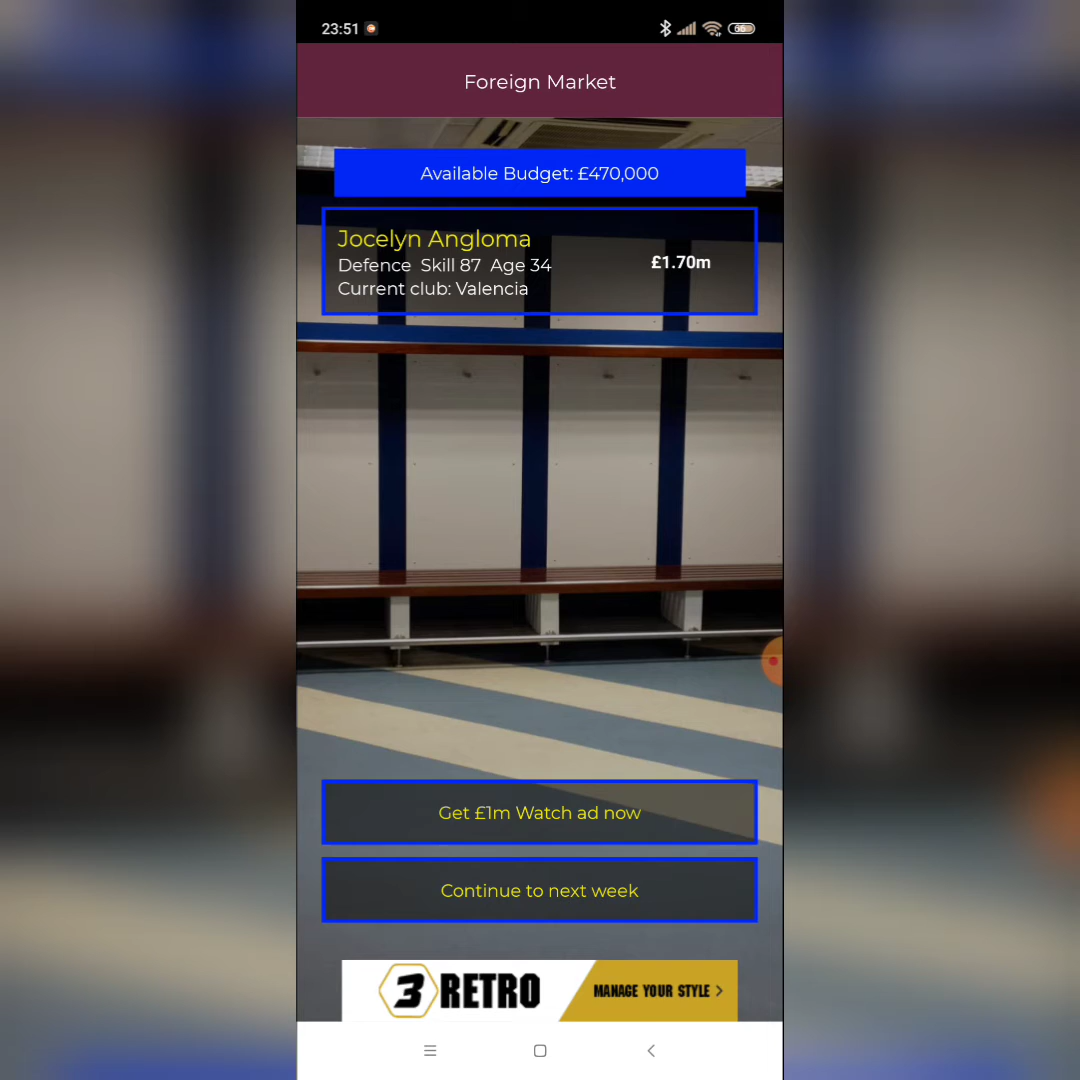 23:51
66
Foreign Market
Available Budget: £470,000
Jocelyn Angloma
Defence Skill 87 Age 34
£1.70m
Current club: Valencia
Get £1m Watch ad now
Continue to next week
3 RETRO
MANAGE YOUR STYLE >